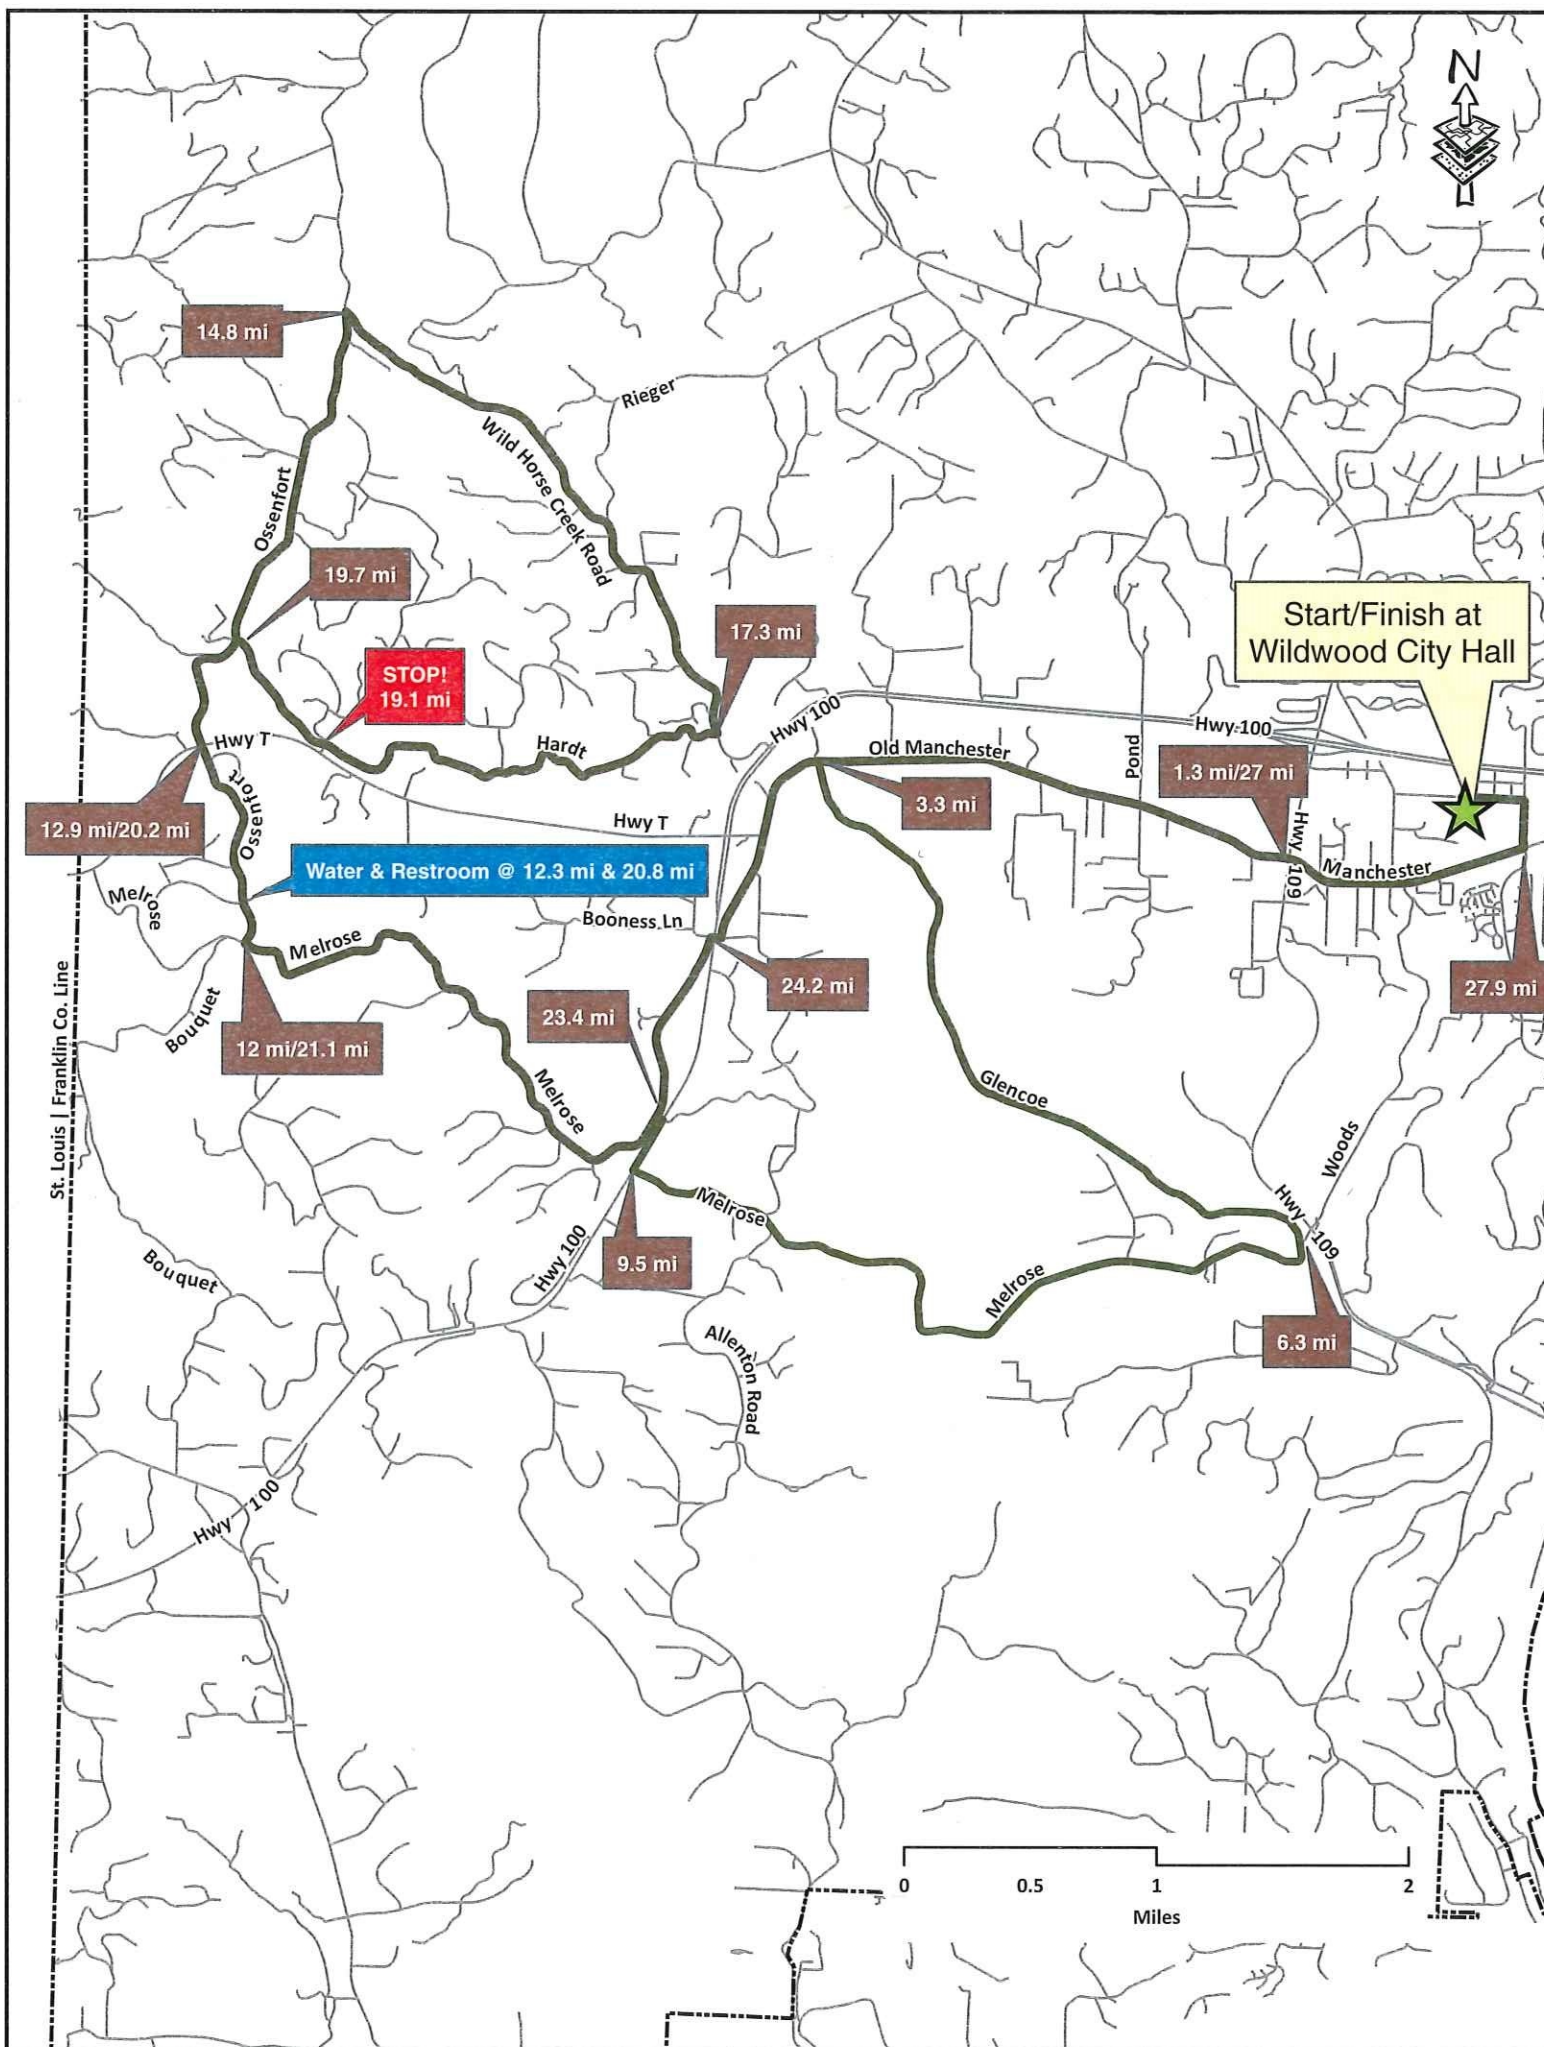 N
14.8 mi
Rieger
Wild Horse Creek Road
Ossenfort
19.7 mi
17.3 mi
Start/Finish at
Wildwood City Hall
STOP!
19.1 mi
Hwy 100
Hwy 100
Hwy T
Hardt
Old Manchester
Pond
1.3 mi/27 mi
3.3 mi
Ossenfort
12.9 mi/20.2 mi
Hwy T
Hwy 109
Manchester
Water & Restroom @ 12.3 mi & 20.8 mi
Melrose
Booness Ln
Melrose
24.2 mi
27.9 mi
St. Louis | Franklin Co. Line
Bouquet
23.4 mi
12 mi/21.1 mi
Melrose
Glencoe
Woods
Melrose
Hwy 109
Bouquet
Hwy 100
9.5 mi
Melrose
Allenton Road
6.3 mi
Hwy 100
0 0.5 1 2
Miles